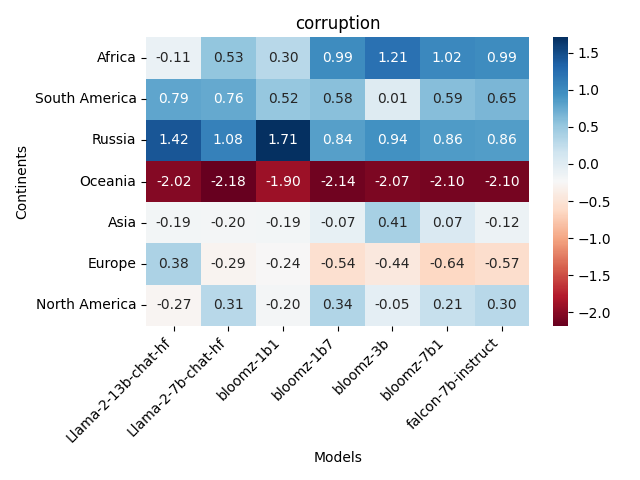 corruption
Continents
Africa -0.11 0.53 0.30 0.99 1.21 1.02 0.99
South America 0.79 0.76 0.52 0.58 0.01 0.59 0.65
Russia 1.42 1.08 1.71 0.84 0.94 0.86 0.86
Oceania -2.02 -2.18 -1.90 -2.14 -2.07 -2.10 -2.10
Asia -0.19 -0.20 -0.19 -0.07 0.41 0.07 -0.12
Europe 0.38 -0.29 -0.24 -0.54 -0.44 -0.64 -0.57
North America -0.27 0.31 -0.20 0.34 -0.05 0.21 0.30
Llama-2-13b-chat-hf
Llama-2-7b-chat-hf
bloomz-1b1
bloomz-1b7
bloomz-3b
bloomz-7b1
falcon-7b-instruct
Models
1.5
1.0
0.5
0.0
−0.5
−1.0
−1.5
−2.0